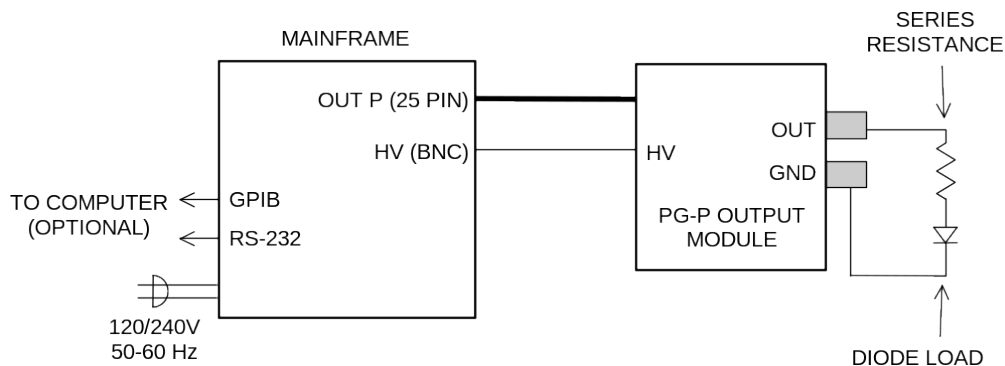 SERIES
RESISTANCE
MAINFRAME
OUT P (25 PIN)
OUT
HV (BNC)
HV
GND
GPIB
TO COMPUTER
(OPTIONAL)
RS-232
PG-P OUTPUT
MODULE
120/240V
50-60 Hz
DIODE LOAD